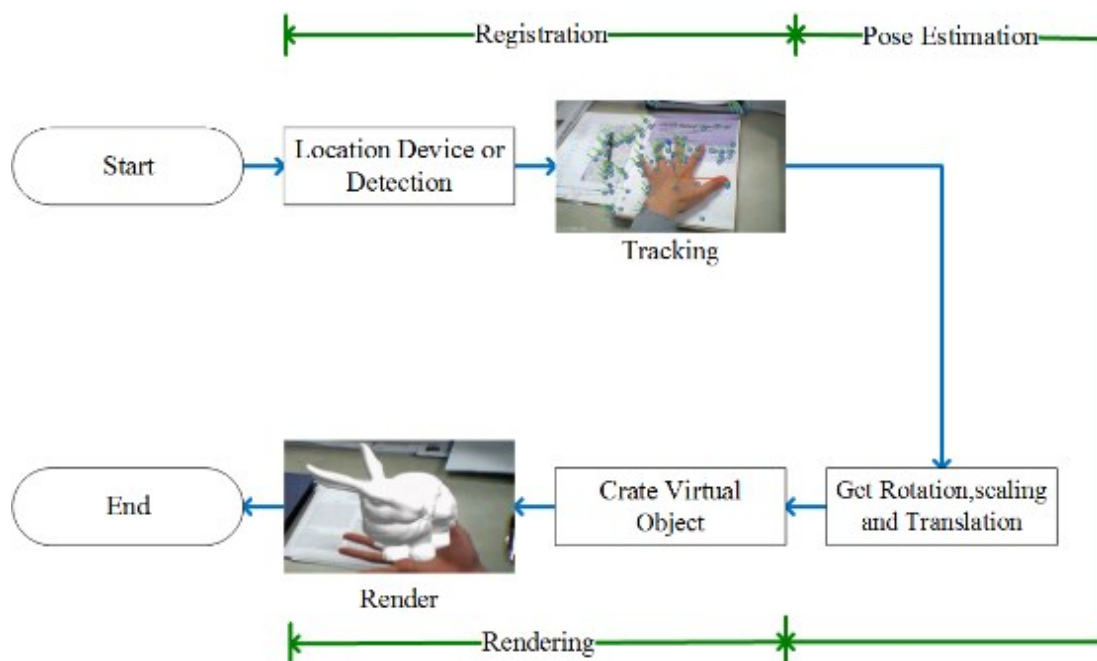 Registration
Pose Estimation
Start
Location Device or
Detection
Tracking
End
Render
Crate Virtual
Object
Get Rotation,scaling
and Translation
Rendering